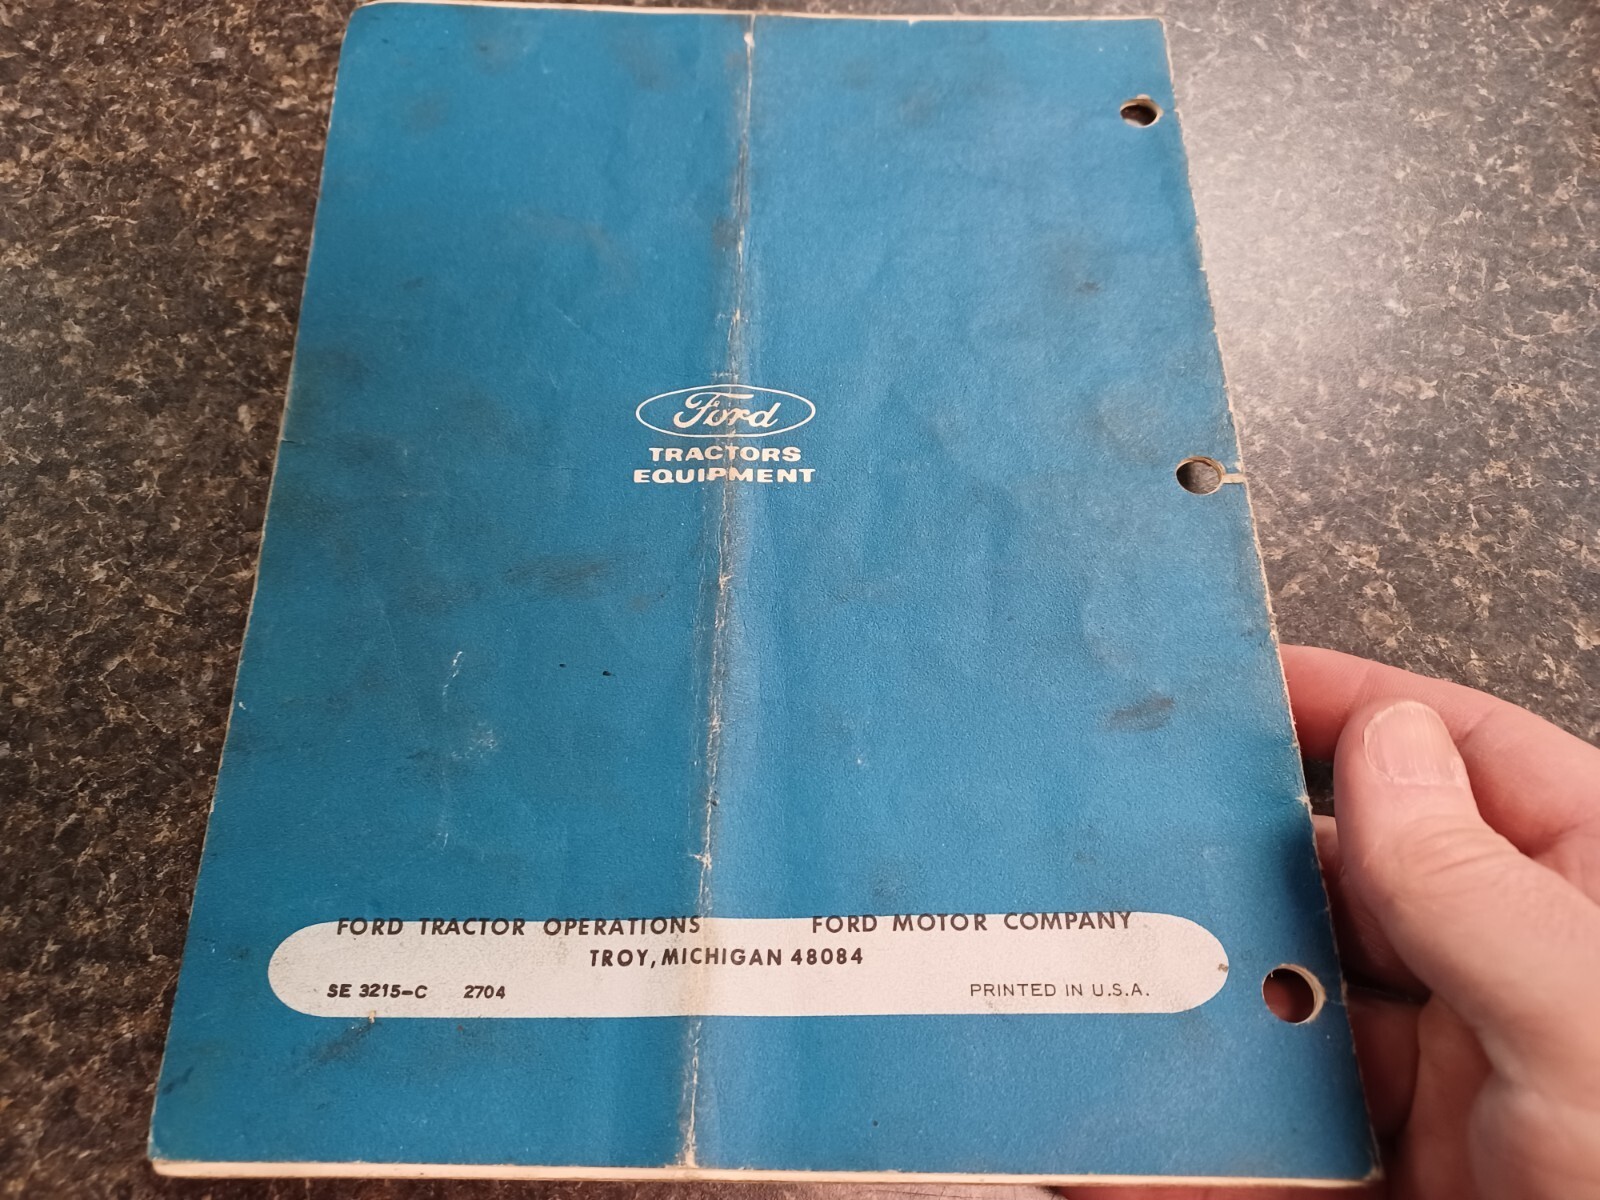 Ford
TRACTORS
EQUIPMENT
FORD TRACTOR OPERATIONS FORD MOTOR COMPANY
TROY, MICHIGAN 48084
SE 3215-C 2704 PRINTED IN U.S.A.